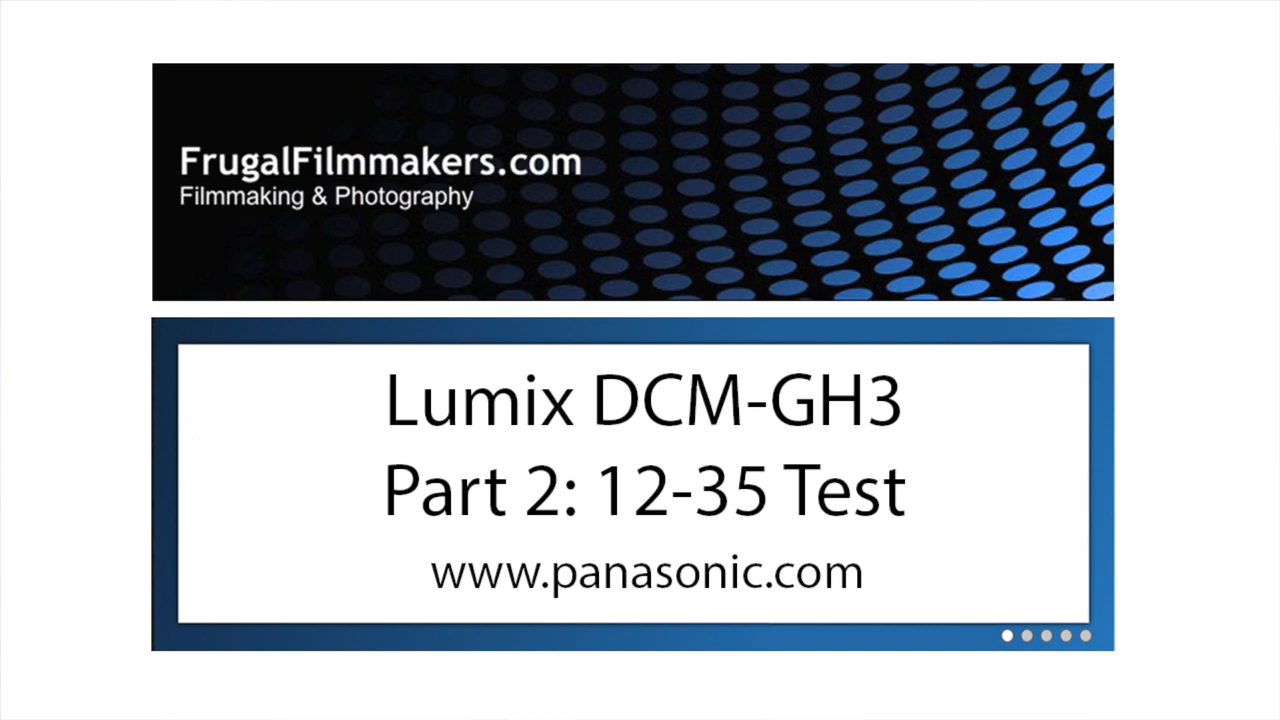 FrugalFilmmakers.com
Filmmaking & Photography
Lumix DCM-GH3
Part 2: 12-35 Test
www.panasonic.com